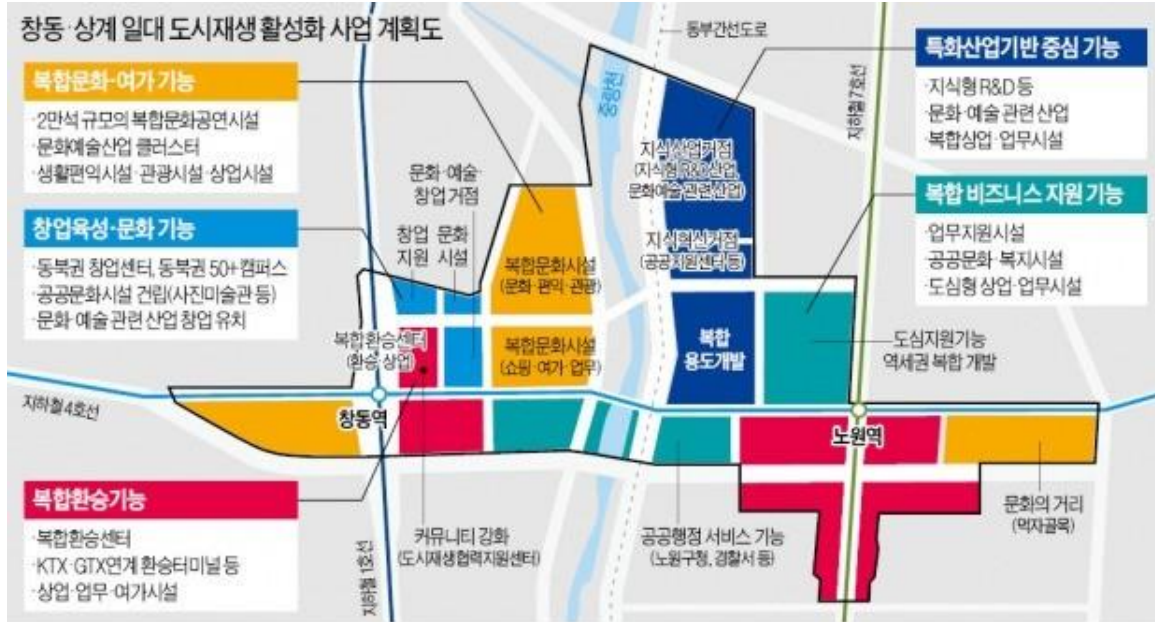 창동·상계 일대 도시재생 활성화 사업 계획도
복합문화·여가 기능
·2만석 규모의 복합문화공연시설
·문화예술산업 클러스터
·생활편익시설·관광시설·상업시설
창업육성·문화 기능
·동북권 창업센터, 동북권 50+캠퍼스
·공공문화시설 건립(사진미술관 등)
·문화·예술 관련 산업 창업 유치
복합환승기능
·복합환승센터
·KTX·GTX연계 환승터미널 등
·상업·업무·여가시설
특화산업기반 중심 기능
·지식형 R&D 등
·문화·예술 관련 산업
·복합상업·업무시설
복합 비즈니스 지원 기능
·업무지원시설
·공공문화·복지시설
·도심형 상업·업무시설
동부간선도로
중랑천
지하철 7호선
지하철 4호선
지하철 1호선
문화·예술·
창업 거점
창업
지원
문화
시설
복합문화시설
(문화·편익·관광)
복합문화시설
(쇼핑·여가·업무)
복합환승센터
(환승 상업)
지식산업거점
(지식형 R&D산업,
문화예술 관련 산업)
지식혁신거점
(공공지원센터 등)
복합
용도개발
도심지원기능
역세권 복합 개발
창동역
노원역
커뮤니티 강화
(도시재생협력지원센터)
공공행정 서비스 기능
(노원구청, 경찰서 등)
문화의 거리
(먹자골목)